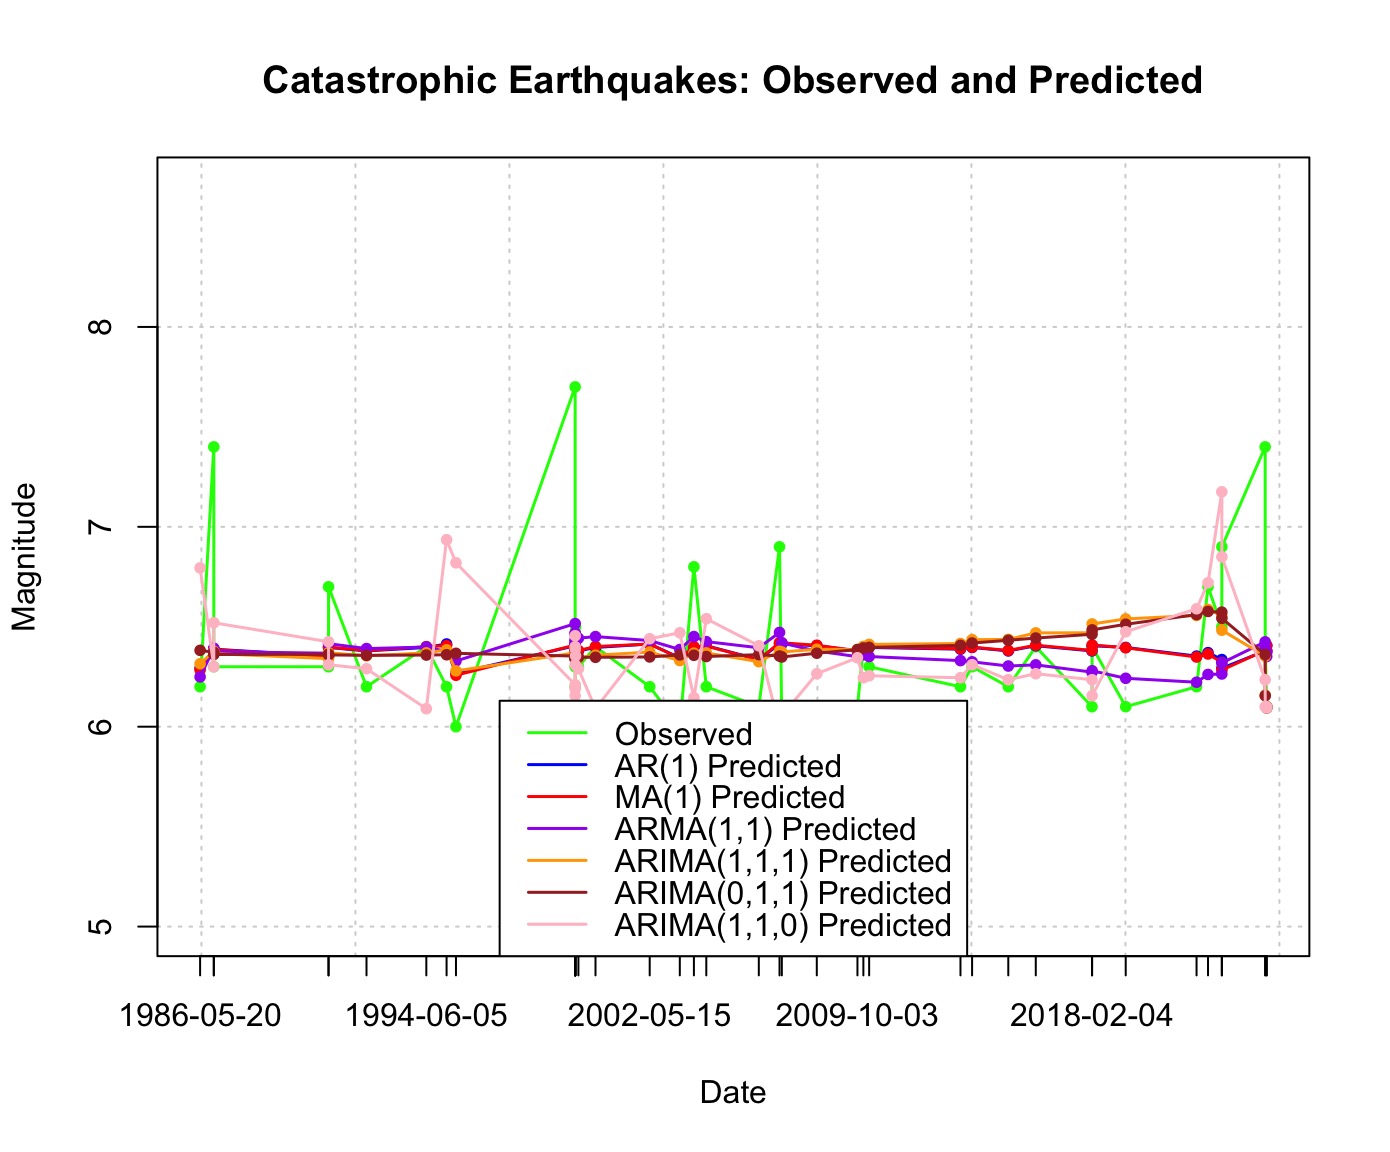 Catastrophic Earthquakes: Observed and Predicted
Magnitude
8
7
6
5
Observed
AR(1) Predicted
MA(1) Predicted
ARMA(1,1) Predicted
ARIMA(1,1,1) Predicted
ARIMA(0,1,1) Predicted
ARIMA(1,1,0) Predicted
1986-05-20 1994-06-05 2002-05-15 2009-10-03 2018-02-04
Date